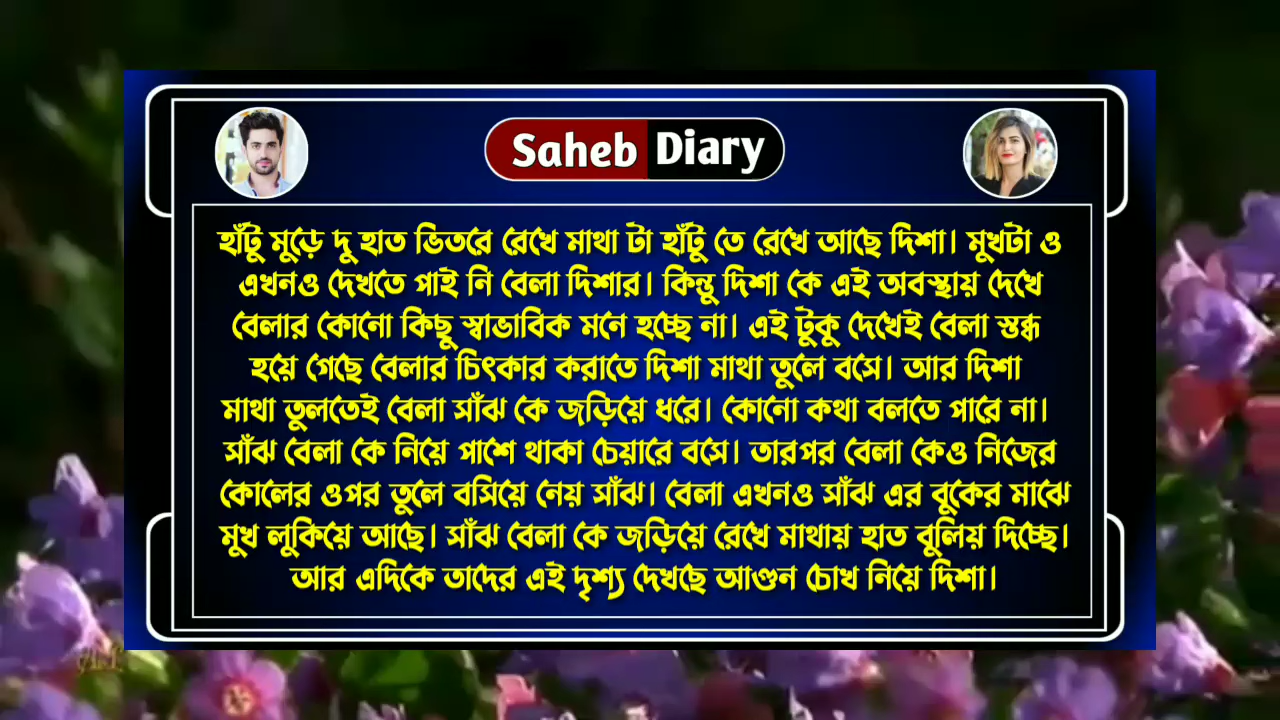 Saheb Diary
হাঁটু মুড়ে দু হাত ভিতরে রেখে মাথা টা হাঁটু তে রেখে আছে দিশা। মুখটা ও
এখনও দেখতে পাই নি বেলা দিশার। কিন্তু দিশা কে এই অবস্থায় দেখে
বেলার কোনো কিছু স্বাভাবিক মনে হচ্ছে না। এই টুকু দেখেই বেলা স্তব্ধ
হয়ে গেছে বেলার চিৎকার করাতে দিশা মাথা তুলে বসে। আর দিশা
মাথা তুলতেই বেলা সাঁঝ কে জড়িয়ে ধরে। কোনো কথা বলতে পারে না।
সাঁঝ বেলা কে নিয়ে পাশে থাকা চেয়ারে বসে। তারপর বেলা কেও নিজের
কোলের ওপর তুলে বসিয়ে নেয় সাঁঝ। বেলা এখনও সাঁঝ এর বুকের মাঝে
মুখ লুকিয়ে আছে। সাঁঝ বেলা কে জড়িয়ে রেখে মাথায় হাত বুলিয় দিচ্ছে।
আর এদিকে তাদের এই দৃশ্য দেখছে আগুন চোখ নিয়ে দিশা।